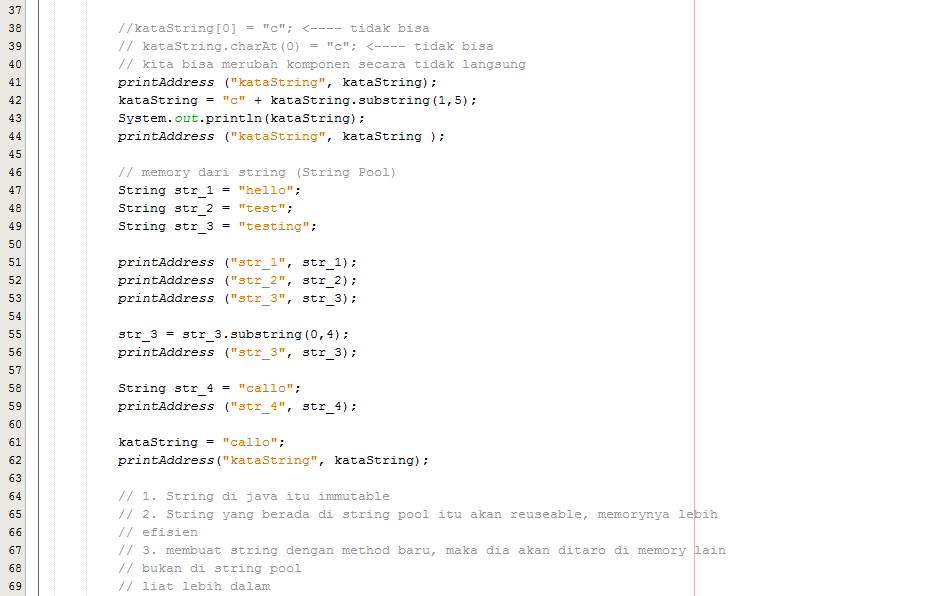 37
38 //kataString[0] = "c"; <---- tidak bisa
39 // kataString.charAt(0) = "c"; <---- tidak bisa
40 // kita bisa merubah komponen secara tidak langsung
41 printAddress ("kataString", kataString);
42 kataString = "c" + kataString.substring(1,5);
43 System.out.println(kataString);
44 printAddress ("kataString", kataString );
45
46 // memory dari string (String Pool)
47 String str_1 = "hello";
48 String str_2 = "test";
49 String str_3 = "testing";
50
51 printAddress ("str_1", str_1);
52 printAddress ("str_2", str_2);
53 printAddress ("str_3", str_3);
54
55 str_3 = str_3.substring(0,4);
56 printAddress ("str_3", str_3);
57
58 String str_4 = "callo";
59 printAddress ("str_4", str_4);
60
61 kataString = "callo";
62 printAddress("kataString", kataString);
63
64 // 1. String di java itu immutable
65 // 2. String yang berada di string pool itu akan reuseable, memorynya lebih
66 // efisien
67 // 3. membuat string dengan method baru, maka dia akan ditaro di memory lain
68 // bukan di string pool
69 // liat lebih dalam